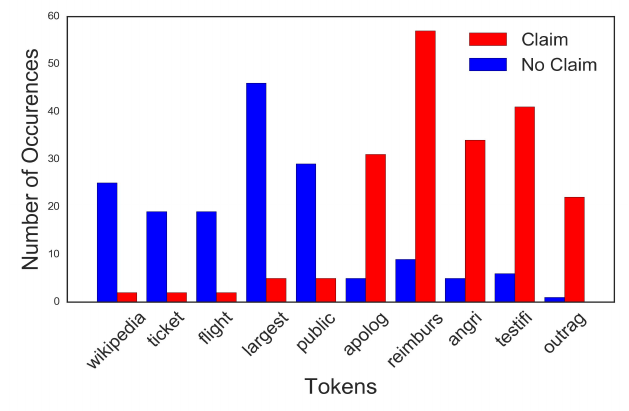 60
50
40
30
20
10
0
Number of Occurences
Claim
No Claim
wikipedia
ticket
flight
largest
public
apolog
reimburs
angri
testifi
outrag
Tokens